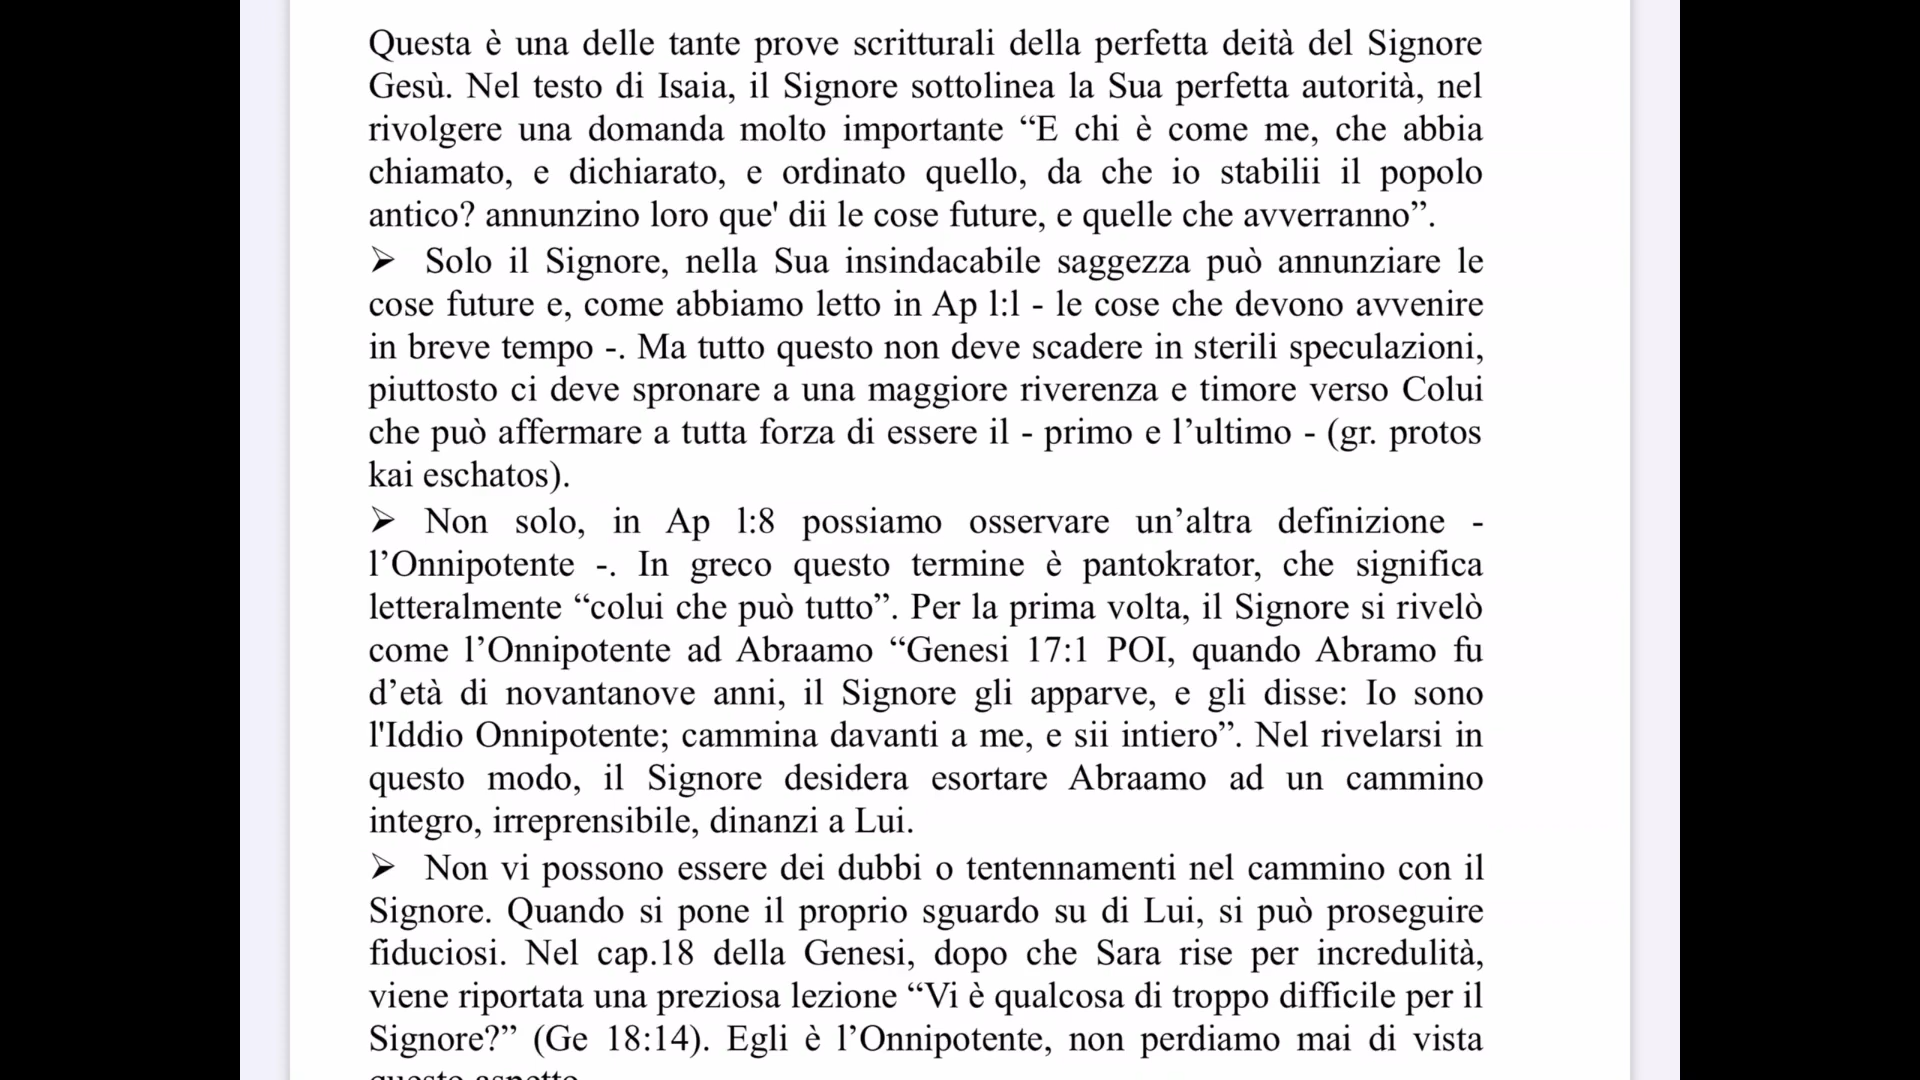 Questa è una delle tante prove scritturali della perfetta deità del Signore
Gesù. Nel testo di Isaia, il Signore sottolinea la Sua perfetta autorità, nel
rivolgere una domanda molto importante “E chi è come me, che abbia
chiamato, e dichiarato, e ordinato quello, da che io stabilii il popolo
antico? annunzino loro que' dii le cose future, e quelle che avverranno”.
➢ Solo il Signore, nella Sua insindacabile saggezza può annunziare le
cose future e, come abbiamo letto in Ap l:l - le cose che devono avvenire
in breve tempo -. Ma tutto questo non deve scadere in sterili speculazioni,
piuttosto ci deve spronare a una maggiore riverenza e timore verso Colui
che può affermare a tutta forza di essere il - primo e l’ultimo - (gr. protos
kai eschatos).
➢ Non solo, in Ap l:8 possiamo osservare un’altra definizione -
l’Onnipotente -. In greco questo termine è pantokrator, che significa
letteralmente “colui che può tutto”. Per la prima volta, il Signore si rivelò
come l’Onnipotente ad Abraamo “Genesi 17:1 POI, quando Abramo fu
d’età di novantanove anni, il Signore gli apparve, e gli disse: Io sono
l'Iddio Onnipotente; cammina davanti a me, e sii intiero”. Nel rivelarsi in
questo modo, il Signore desidera esortare Abraamo ad un cammino
integro, irreprensibile, dinanzi a Lui.
➢ Non vi possono essere dei dubbi o tentennamenti nel cammino con il
Signore. Quando si pone il proprio sguardo su di Lui, si può proseguire
fiduciosi. Nel cap.18 della Genesi, dopo che Sara rise per incredulità,
viene riportata una preziosa lezione “Vi è qualcosa di troppo difficile per il
Signore?” (Ge 18:14). Egli è l’Onnipotente, non perdiamo mai di vista
questo aspetto